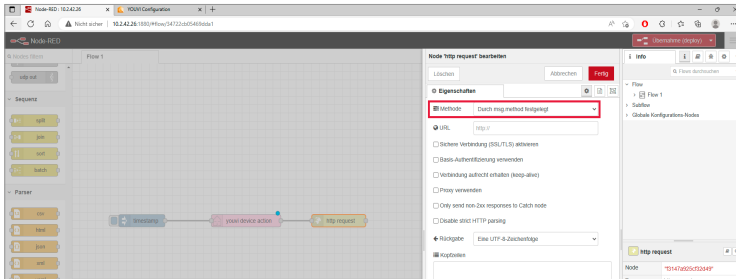 Node-RED : 10.2.42.26
YOUVI Configuration
Nicht sicher
10.2.42.26:1880/#flow/34722cb05469dda1
Node-RED
Übernahme (deploy)
Flow 1
udp out
Sequenz
split
join
sort
batch
Parser
csv
html
json
xml
timestamp
youvi device action
http request
Node 'http request' bearbeiten
Löschen
Abbrechen
Fertig
Eigenschaften
Methode
Durch msg.method festgelegt
URL
http://
Sichere Verbindung (SSL/TLS) aktivieren
Basis-Authentifizierung verwenden
Verbindung aufrecht erhalten (keep-alive)
Proxy verwenden
Only send non-2xx responses to Catch node
Disable strict HTTP parsing
Rückgabe
Eine UTF-8-Zeichenfolge
Kopfzeilen
Info
Flows durchsuchen
Flow
Flow 1
Subflow
Globale Konfigurations-Nodes
http request
Node
"f3147a925cf32d49"